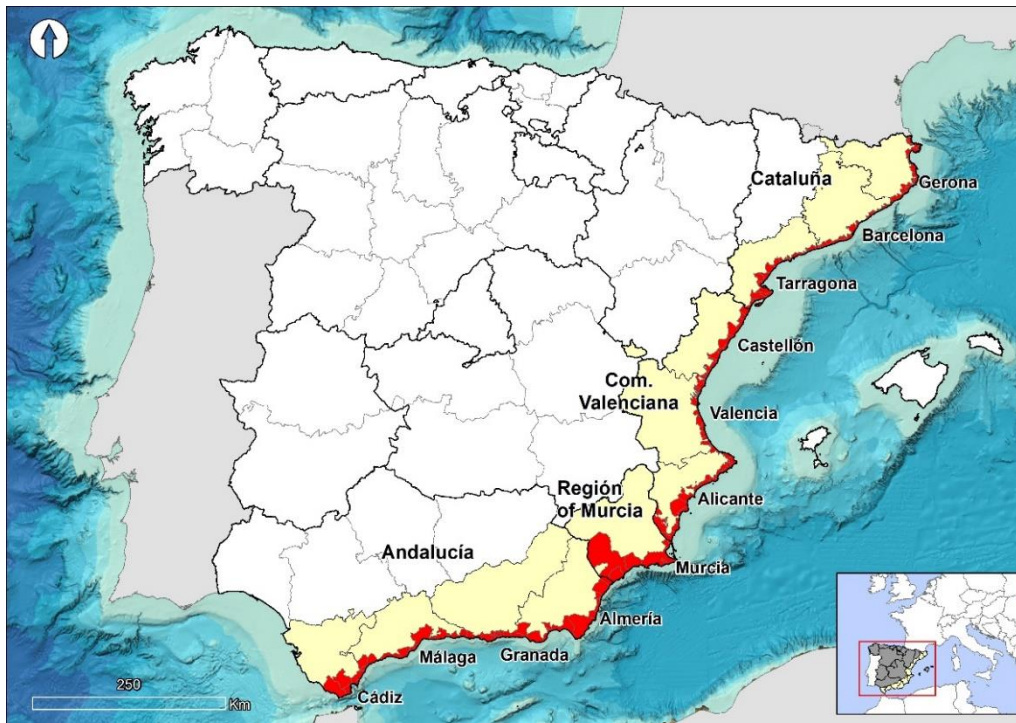 Cataluña
Gerona
Barcelona
Tarragona
Castellón
Com.
Valenciana
Valencia
Región
of Murcia
Alicante
Andalucía
Murcia
Almería
Málaga
Granada
Cádiz
250
Km